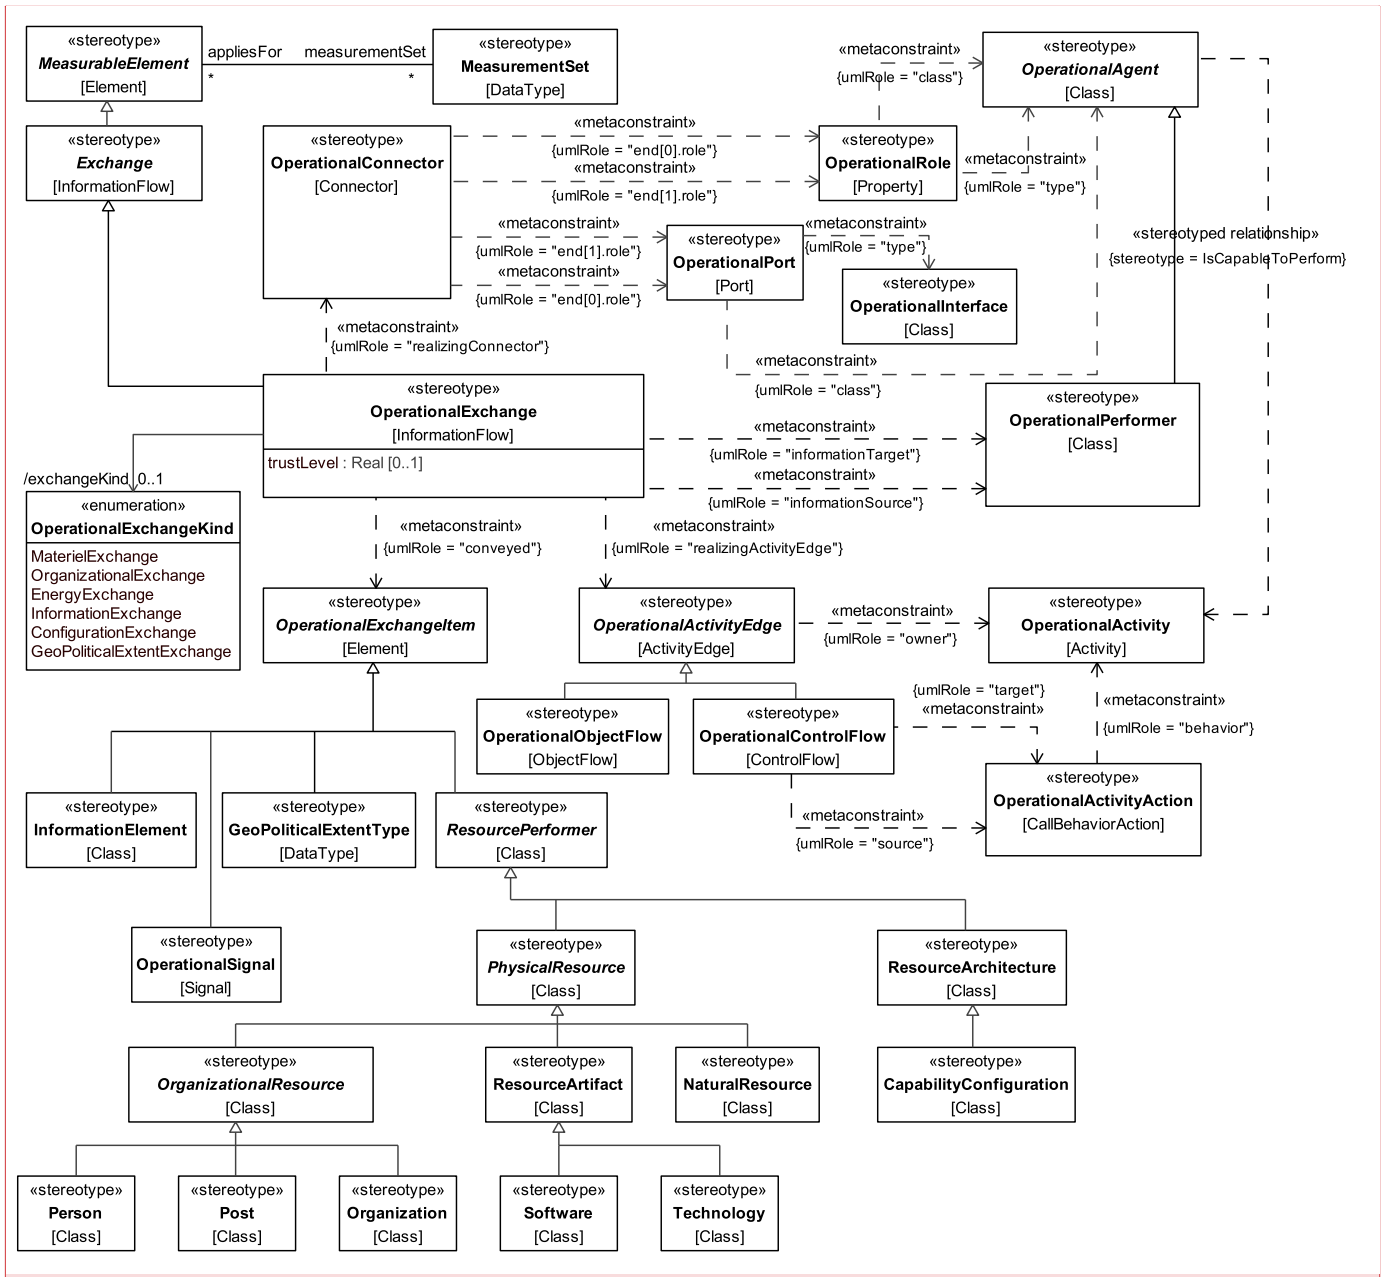 «stereotype»
MeasurableElement
[Element]
appliesFor
measurementSet
*
*
«stereotype»
MeasurementSet
[DataType]
«metaconstraint»
{umlRole = "class"}
«stereotype»
OperationalAgent
[Class]
«stereotype»
Exchange
[InformationFlow]
«stereotype»
OperationalConnector
[Connector]
«metaconstraint»
{umlRole = "end[0].role"}
«metaconstraint»
{umlRole = "end[1].role"}
«stereotype»
OperationalRole
[Property]
«metaconstraint»
{umlRole = "type"}
«metaconstraint»
{umlRole = "end[1].role"}
«metaconstraint»
{umlRole = "end[0].role"}
«stereotype»
OperationalPort
[Port]
«metaconstraint»
{umlRole = "type"}
«stereotype»
OperationalInterface
[Class]
«stereotyped relationship»
{stereotype = IsCapableToPerform}
«metaconstraint»
{umlRole = "realizingConnector"}
«metaconstraint»
{umlRole = "class"}
«stereotype»
OperationalExchange
[InformationFlow]
trustLevel : Real [0..1]
«metaconstraint»
{umlRole = "informationTarget"}
«metaconstraint»
{umlRole = "informationSource"}
«stereotype»
OperationalPerformer
[Class]
/exchangeKind 0..1
«enumeration»
OperationalExchangeKind
MaterielExchange
OrganizationalExchange
EnergyExchange
InformationExchange
ConfigurationExchange
GeoPoliticalExtentExchange
«metaconstraint»
{umlRole = "conveyed"}
«metaconstraint»
{umlRole = "realizingActivityEdge"}
«stereotype»
OperationalExchangeItem
[Element]
«stereotype»
OperationalActivityEdge
[ActivityEdge]
«metaconstraint»
{umlRole = "owner"}
«stereotype»
OperationalActivity
[Activity]
«stereotype»
OperationalObjectFlow
[ObjectFlow]
«stereotype»
OperationalControlFlow
[ControlFlow]
{umlRole = "target"}
«metaconstraint»
«metaconstraint»
{umlRole = "behavior"}
«metaconstraint»
{umlRole = "source"}
«stereotype»
OperationalActivityAction
[CallBehaviorAction]
«stereotype»
InformationElement
[Class]
«stereotype»
GeoPoliticalExtentType
[DataType]
«stereotype»
ResourcePerformer
[Class]
«stereotype»
OperationalSignal
[Signal]
«stereotype»
PhysicalResource
[Class]
«stereotype»
ResourceArchitecture
[Class]
«stereotype»
OrganizationalResource
[Class]
«stereotype»
ResourceArtifact
[Class]
«stereotype»
NaturalResource
[Class]
«stereotype»
CapabilityConfiguration
[Class]
«stereotype»
Person
[Class]
«stereotype»
Post
[Class]
«stereotype»
Organization
[Class]
«stereotype»
Software
[Class]
«stereotype»
Technology
[Class]